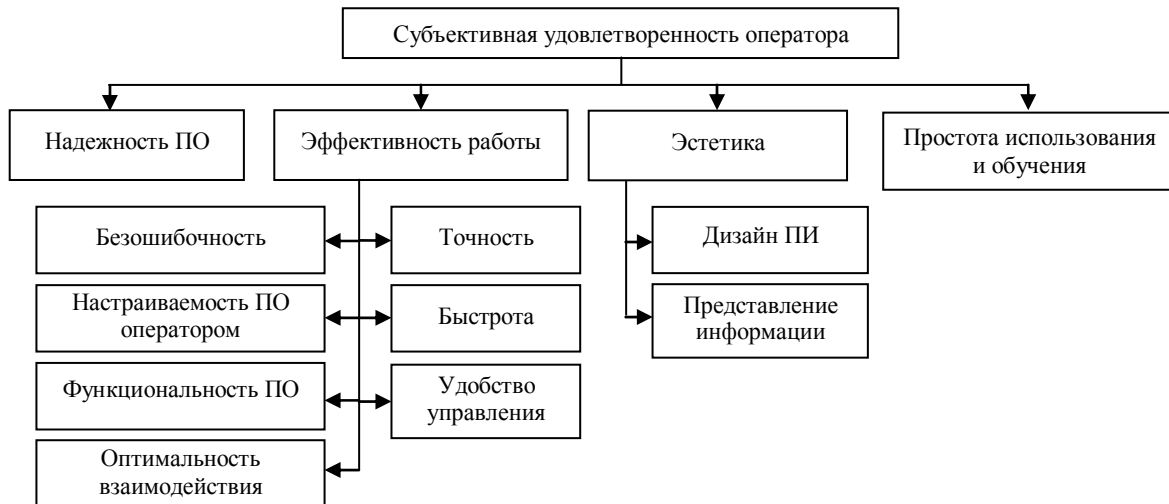 Субъективная удовлетворенность оператора
Надежность ПО
Эффективность работы
Эстетика
Простота использования
и обучения
Безошибочность
Точность
Дизайн ПИ
Настраиваемость ПО
оператором
Быстрота
Представление
информации
Функциональность ПО
Удобство
управления
Оптимальность
взаимодействия